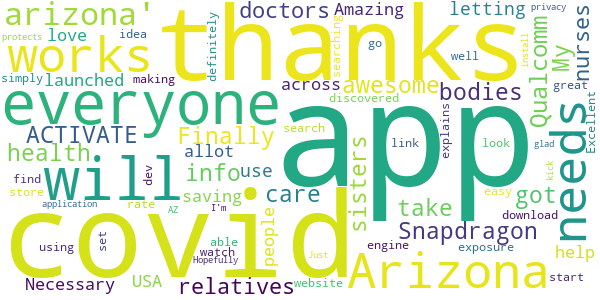 arizona'
doctors
Amazing
letting
privacy
protects
love
idea
definitely
thanks
searching
go
well
works
My
nurses
simply
launched
making
across
awesome
Qualcomm
install
great
everyone
app
discovered
bodies
Excellent
ACTIVATE
Finally
search
link
explains
look
glad
needs
health
allot
info
use
sisters
kick
find
dev
will
care
take
got
easy
store
saving
application
AZ
I'm
rate
people
able
Snapdragon
download
covid
using
set
watch
Hopefully
Just
engine
exposure
help
Necessary
USA
relatives
website
Arizona
start